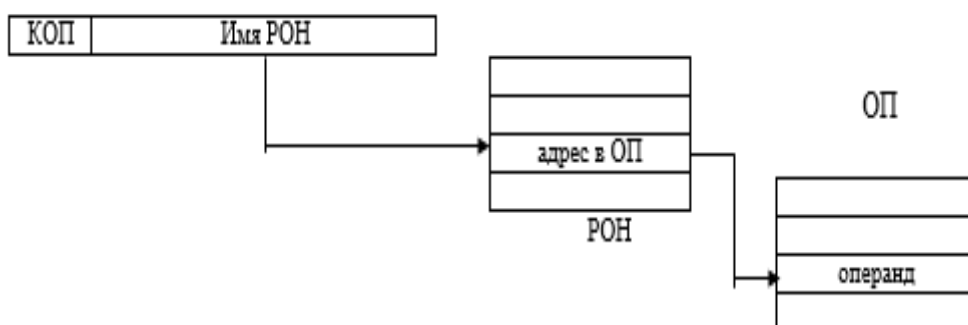 КОП
Имя РОН
ОП
адрес в ОП
РОН
операнд